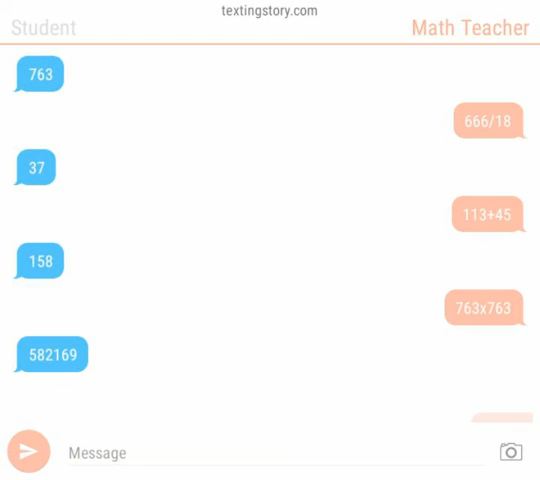 textingstory.com
Student
Math Teacher
763
666/18
37
113+45
158
763x763
582169
Message